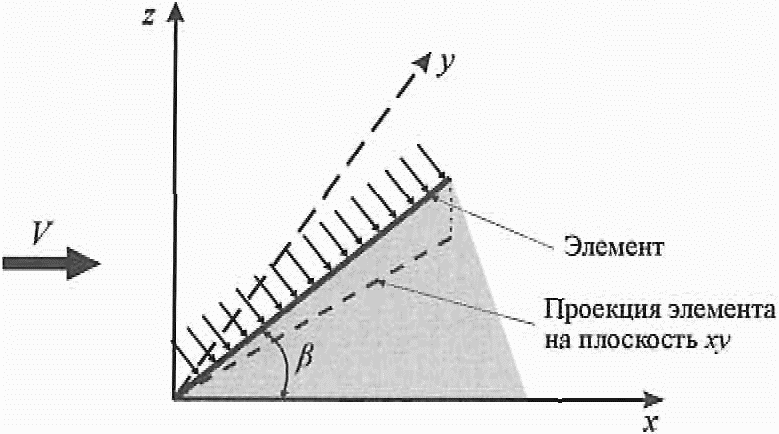 z
y
V
Элемент
Проекция элемента
на плоскость xy
β
x